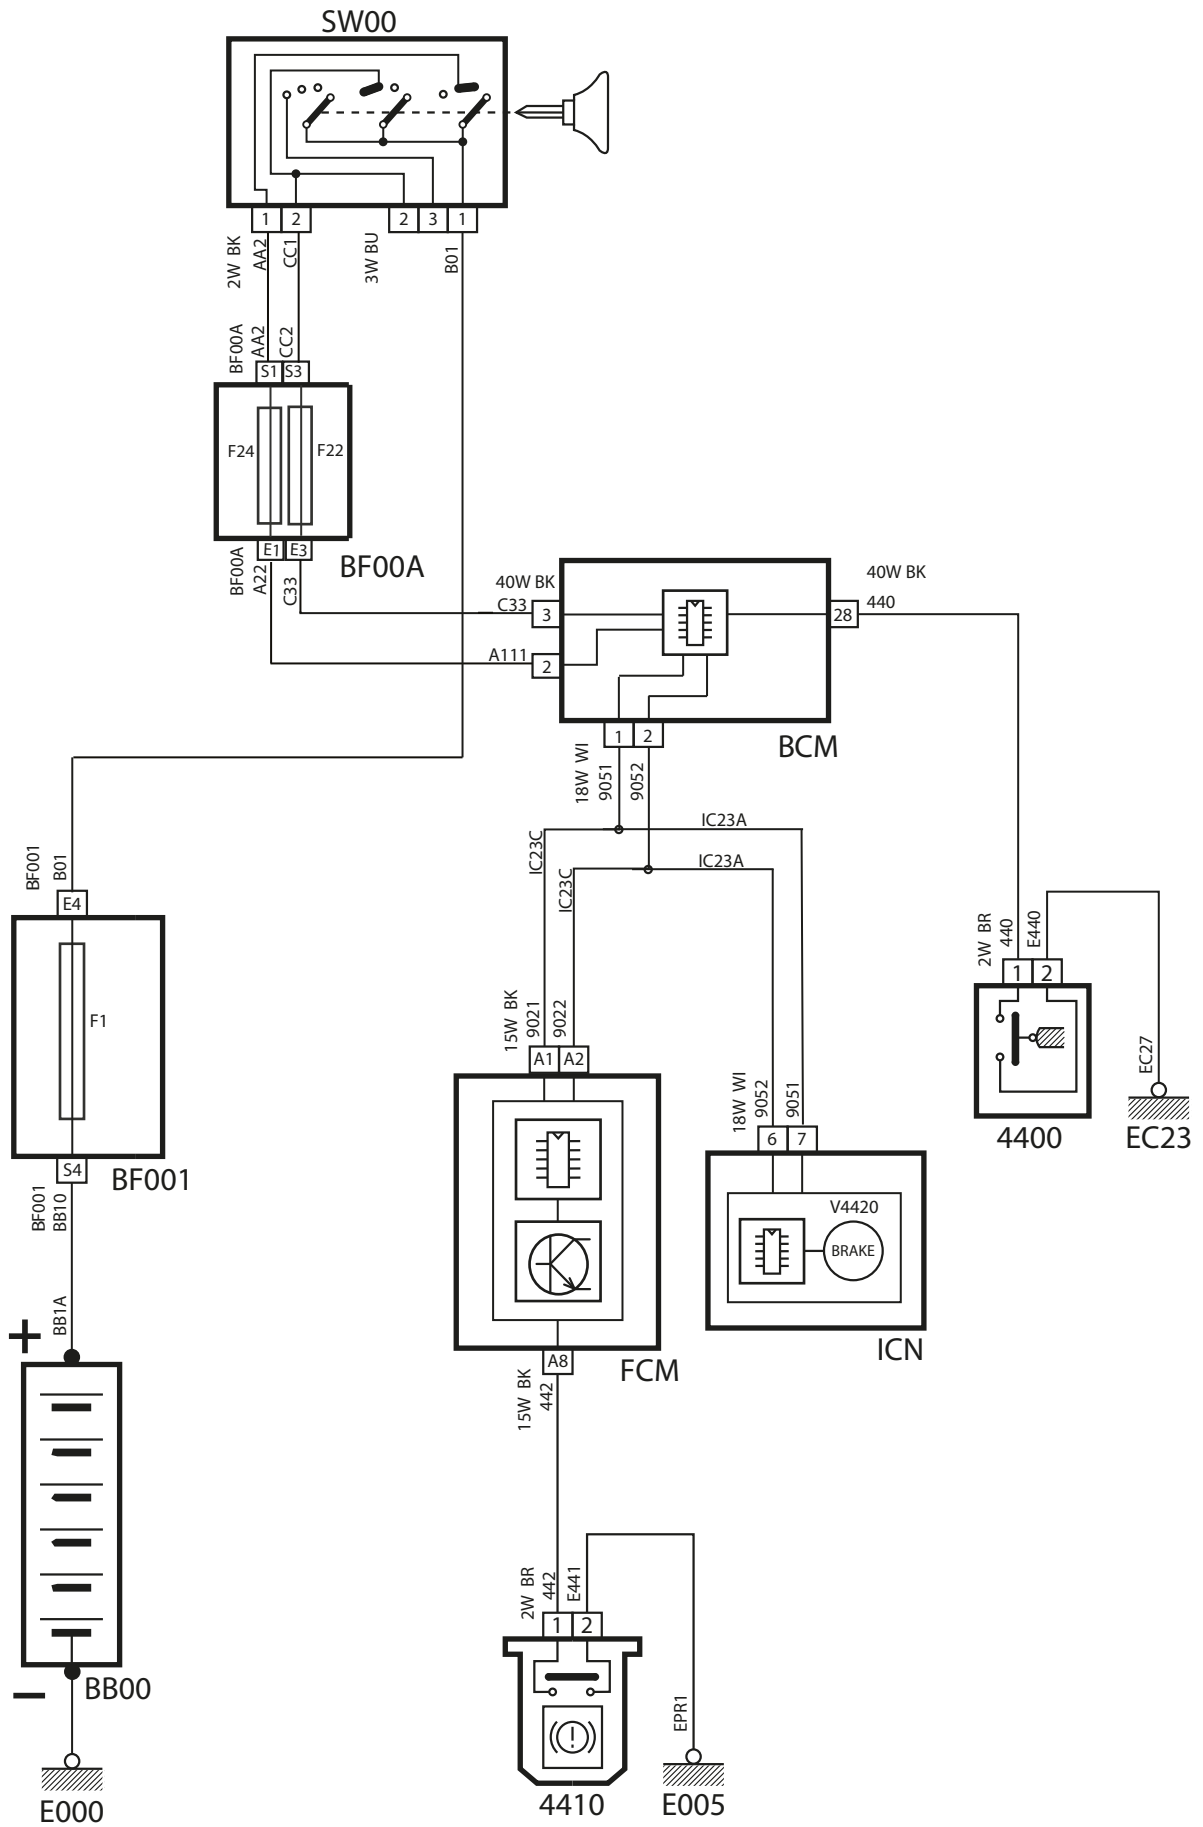 SW00
1 2 2 3 1
2W BK
AA2
CC1
3W BU
B01
BF00A
AA2
CC2
S1 S3
F24
F22
E1 E3
BF00A
BF00A
A22
C33
40W BK
C33
3
A111
2
40W BK
28
440
1 2
BCM
18W WI
9051
9052
IC23A
IC23A
IC23C
IC23C
BF001
B01
E4
F1
S4
BF001
BF001
BB10
BB1A
+
−
BB00
E000
15W BK
9021
9022
A1 A2
A8
FCM
15W BK
442
18W WI
9052
9051
6 7
V4420
BRAKE
ICN
2W BR
440
E440
1 2
4400
EC27
EC23
2W BR
442
E441
1 2
!
4410
EPR1
E005